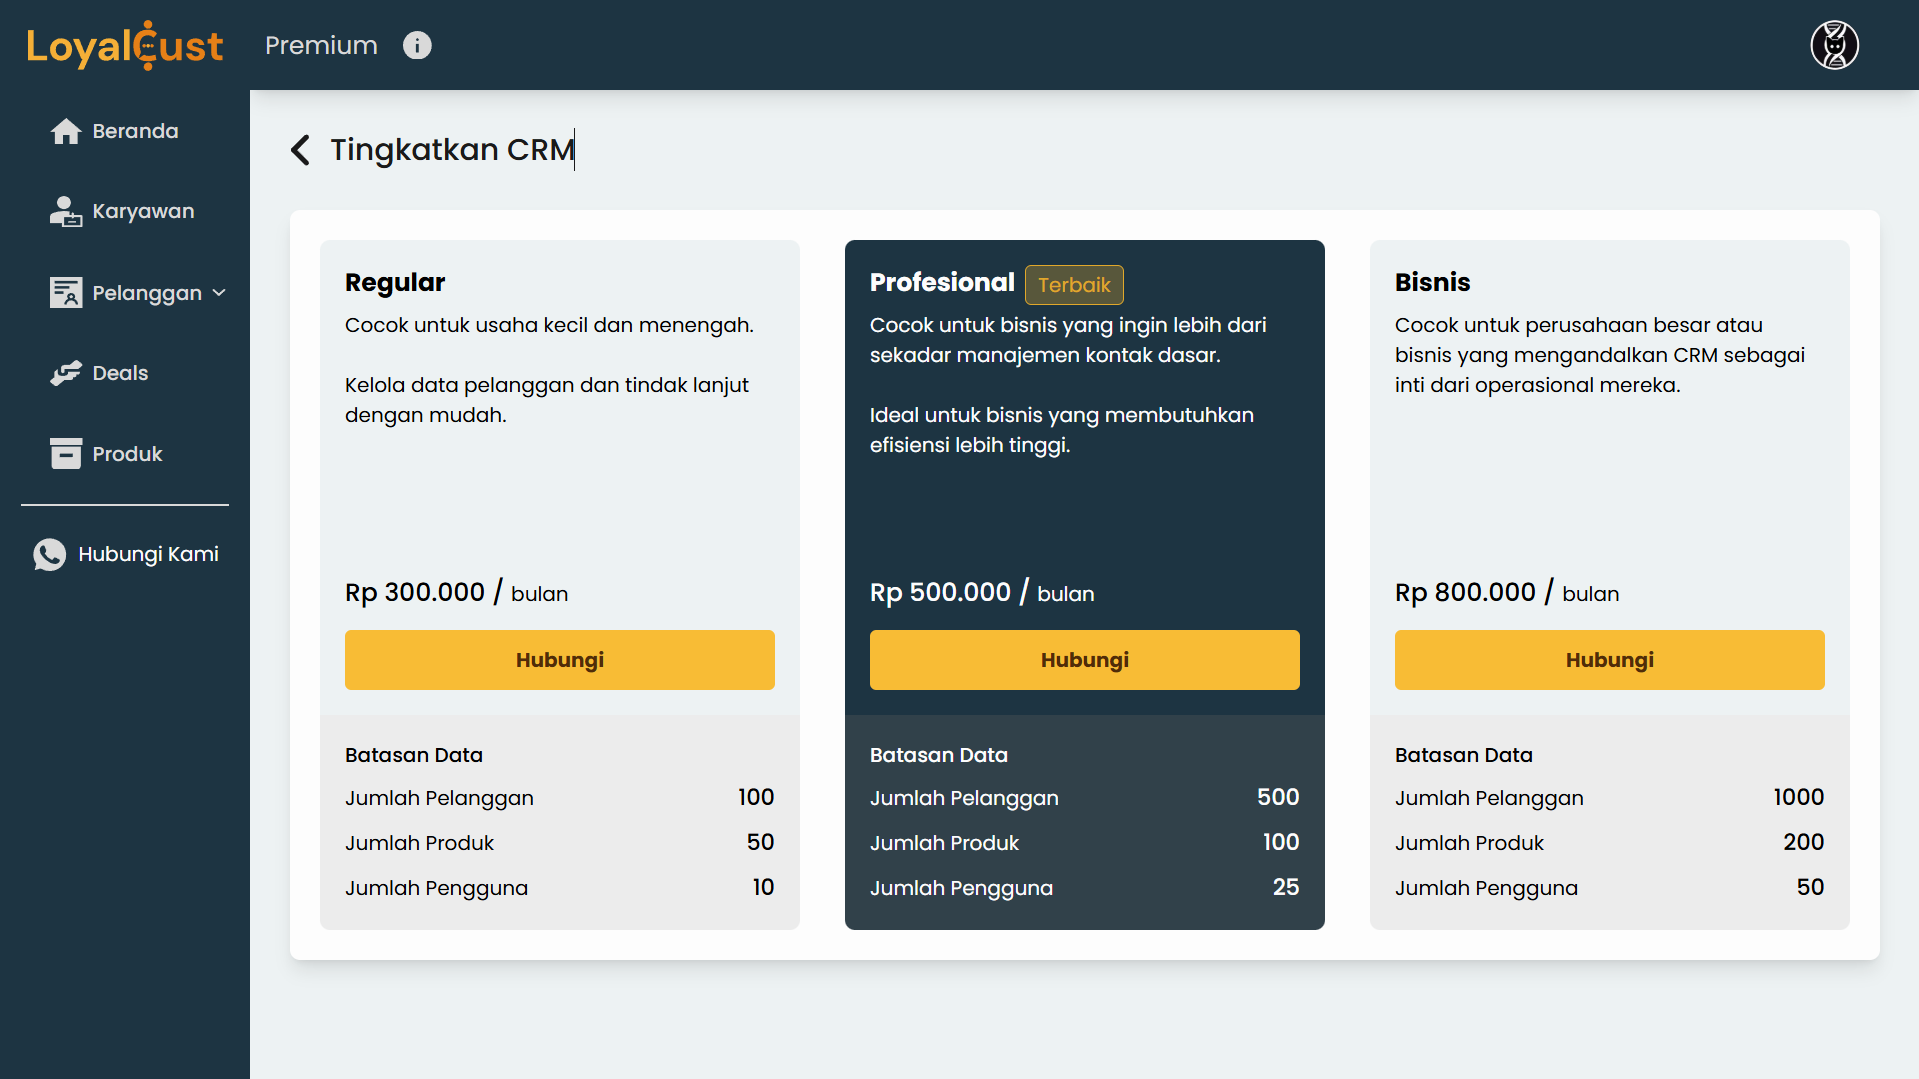 LoyalCust
Premium
Beranda
Karyawan
Pelanggan
Deals
Produk
Hubungi Kami
Tingkatkan CRM
Regular
Cocok untuk usaha kecil dan menengah.
Kelola data pelanggan dan tindak lanjut
dengan mudah.
Rp 300.000 / bulan
Hubungi
Batasan Data
Jumlah Pelanggan 100
Jumlah Produk 50
Jumlah Pengguna 10
Profesional Terbaik
Cocok untuk bisnis yang ingin lebih dari
sekadar manajemen kontak dasar.
Ideal untuk bisnis yang membutuhkan
efisiensi lebih tinggi.
Rp 500.000 / bulan
Hubungi
Batasan Data
Jumlah Pelanggan 500
Jumlah Produk 100
Jumlah Pengguna 25
Bisnis
Cocok untuk perusahaan besar atau
bisnis yang mengandalkan CRM sebagai
inti dari operasional mereka.
Rp 800.000 / bulan
Hubungi
Batasan Data
Jumlah Pelanggan 1000
Jumlah Produk 200
Jumlah Pengguna 50